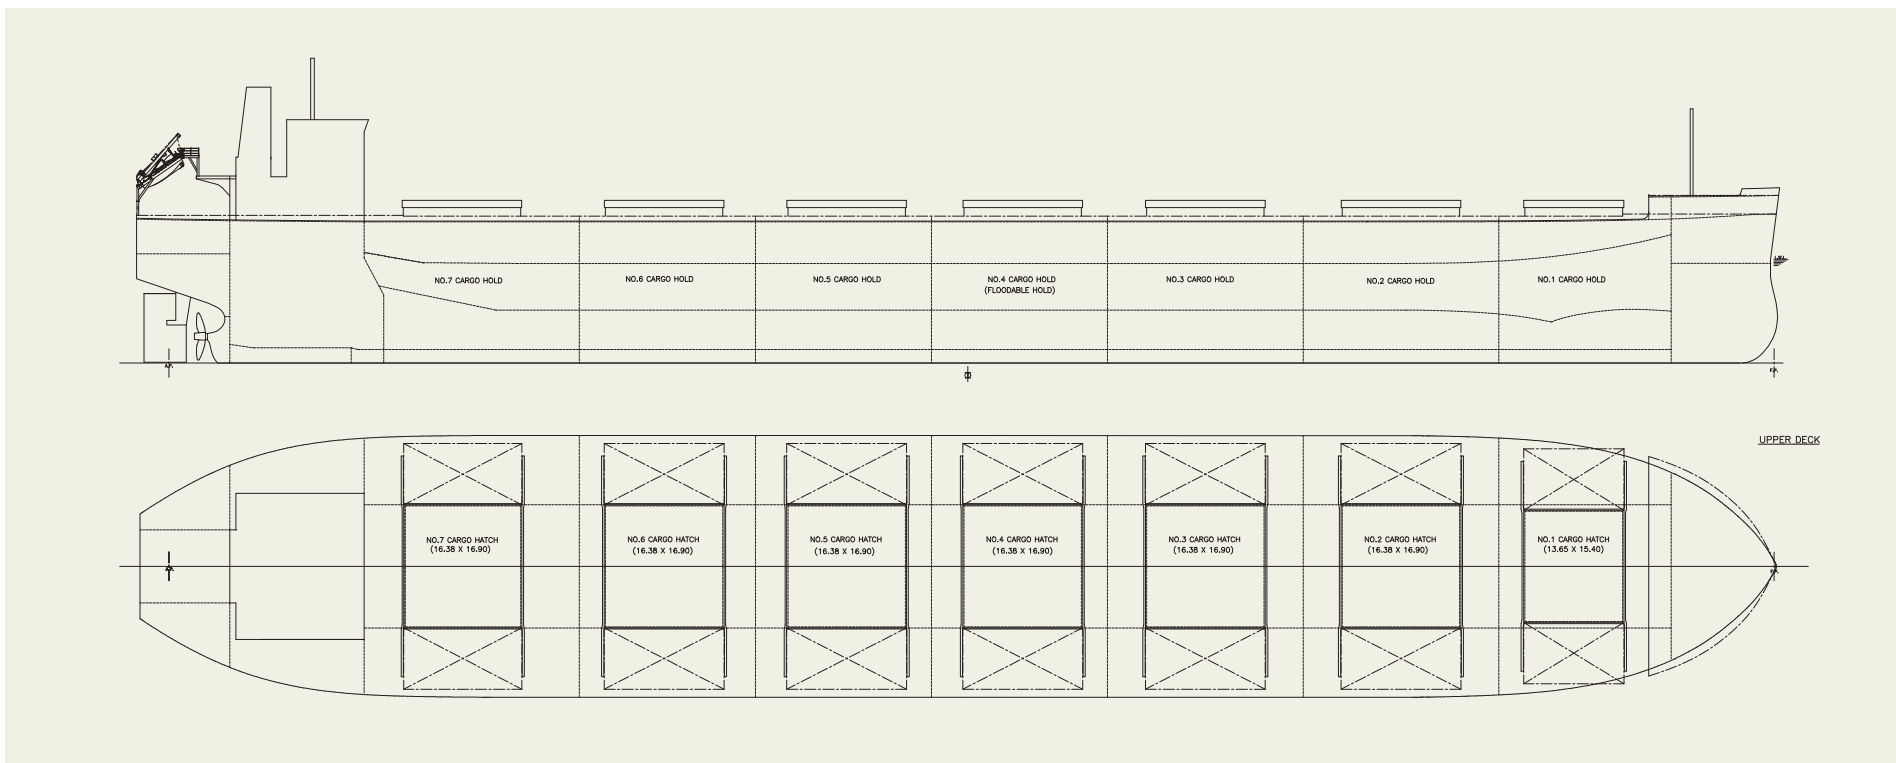 NO.7 CARGO HOLD
NO.6 CARGO HOLD
NO.5 CARGO HOLD
NO.4 CARGO HOLD
(FLOODABLE HOLD)
NO.3 CARGO HOLD
NO.2 CARGO HOLD
NO.1 CARGO HOLD
A.P.
F.P.
UPPER DECK
NO.7 CARGO HATCH
(16.38 X 16.90)
NO.6 CARGO HATCH
(16.38 X 16.90)
NO.5 CARGO HATCH
(16.38 X 16.90)
NO.4 CARGO HATCH
(16.38 X 16.90)
NO.3 CARGO HATCH
(16.38 X 16.90)
NO.2 CARGO HATCH
(16.38 X 16.90)
NO.1 CARGO HATCH
(13.65 X 15.40)
A.P.
F.P.